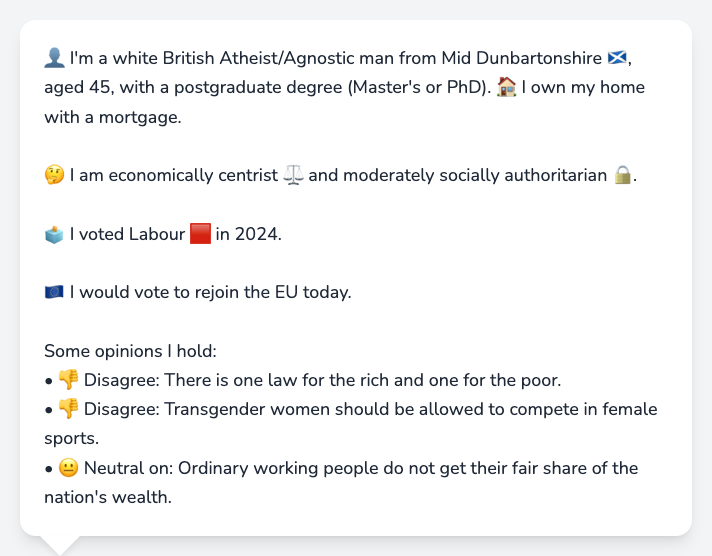 👤 I'm a white British Atheist/Agnostic man from Mid Dunbartonshire 🏴󠁧󠁢󠁳󠁣󠁴󠁿,
aged 45, with a postgraduate degree (Master's or PhD). 🏠 I own my home
with a mortgage.
🤔 I am economically centrist ⚖️ and moderately socially authoritarian 🔒.
🗳️ I voted Labour 🟥 in 2024.
🇪🇺 I would vote to rejoin the EU today.
Some opinions I hold:
• 👎 Disagree: There is one law for the rich and one for the poor.
• 👎 Disagree: Transgender women should be allowed to compete in female
sports.
• 😐 Neutral on: Ordinary working people do not get their fair share of the
nation's wealth.